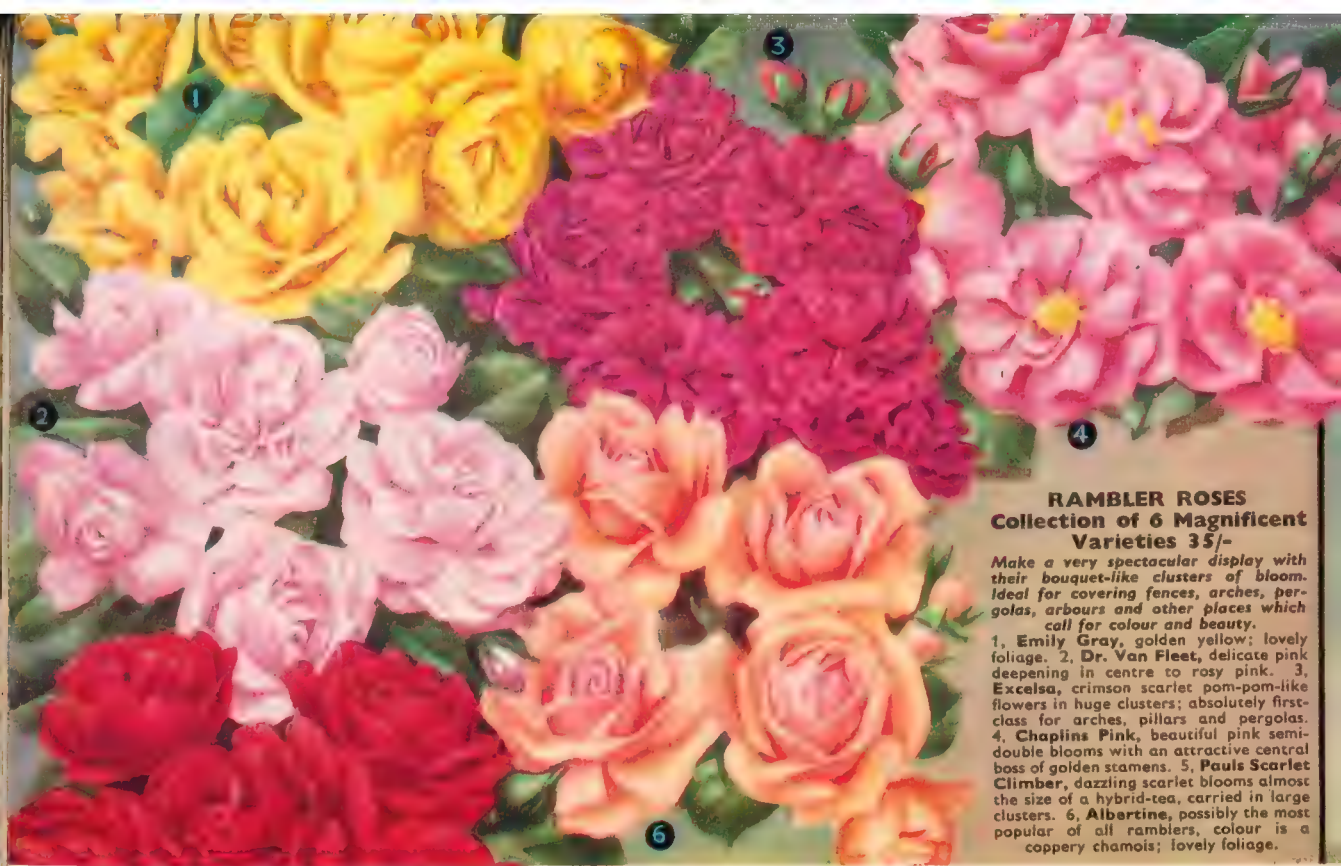 1
3
2
4
6
RAMBLER ROSES
Collection of 6 Magnificent
Varieties 35/-
Make a very spectacular display with
their bouquet-like clusters of bloom.
Ideal for covering fences, arches, per-
golas, arbours and other places which
call for colour and beauty.
1, Emily Gray, golden yellow; lovely
foliage. 2, Dr. Van Fleet, delicate pink
deepening in centre to rosy pink. 3,
Excelsa, crimson scarlet pom-pom-like
flowers in huge clusters; absolutely first-
class for arches, pillars and pergolas.
4, Chaplins Pink, beautiful pink semi-
double blooms with an attractive central
boss of golden stamens. 5, Pauls Scarlet
Climber, dazzling scarlet blooms almost
the size of a hybrid-tea, carried in large
clusters. 6, Albertine, possibly the most
popular of all ramblers, colour is a
coppery chamois; lovely foliage.